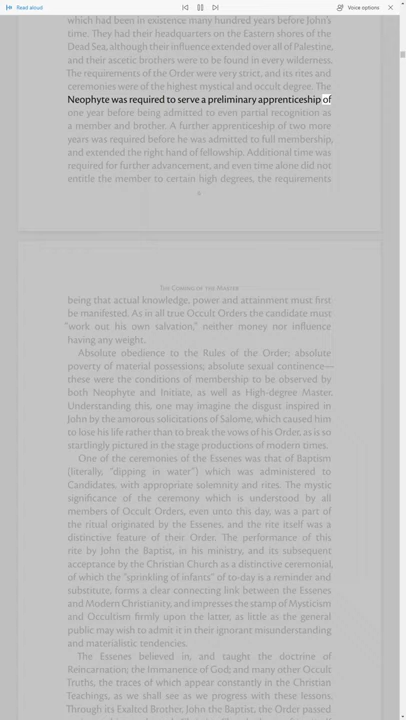 Read aloud
Voice options
which had been in existence many hundred years before John's
time. They had their headquarters on the Eastern shores of the
Dead Sea, although their influence extended over all of Palestine,
and their ascetic brothers were to be found in every wilderness.
The requirements of the Order were very strict, and its rites and
ceremonies were of the highest mystical and occult degree. The
Neophyte was required to serve a preliminary apprenticeship of
one year before being admitted to even partial recognition as
a member and brother. A further apprenticeship of two more
years was required before he was admitted to full membership,
and extended the right hand of fellowship. Additional time was
required for further advancement, and even time alone did not
entitle the member to certain high degrees, the requirements
The Coming of the Master
being that actual knowledge, power and attainment must first
be manifested. As in all true Occult Orders the candidate must
"work out his own salvation," neither money nor influence
having any weight.
Absolute obedience to the Rules of the Order; absolute
poverty of material possessions; absolute sexual continence—
these were the conditions of membership to be observed by
both Neophyte and Initiate, as well as High-degree Master.
Understanding this, one may imagine the disgust inspired in
John by the amorous solicitations of Salome, which caused him
to lose his life rather than to break the vows of his Order, as is so
startlingly pictured in the stage productions of modern times.
One of the ceremonies of the Essenes was that of Baptism
(literally, "dipping in water") which was administered to
Candidates, with appropriate solemnity and rites. The mystic
significance of the ceremony which is understood by all
members of Occult Orders, even unto this day, was a part of
the ritual originated by the Essenes, and the rite itself was a
distinctive feature of their Order. The performance of this
rite by John the Baptist, in his ministry, and its subsequent
acceptance by the Christian Church as a distinctive ceremonial,
of which the "sprinkling of infants" of to-day is a reminder and
substitute, forms a clear connecting link between the Essenes
and Modern Christianity, and impresses the stamp of Mysticism
and Occultism firmly upon the latter, as little as the general
public may wish to admit it in their ignorant misunderstanding
and materialistic tendencies.
The Essenes believed in, and taught the doctrine of
Reincarnation; the Immanence of God; and many other Occult
Truths, the traces of which appear constantly in the Christian
Teachings, as we shall see as we progress with these lessons.
Through its Exalted Brother, John the Baptist, the Order passed